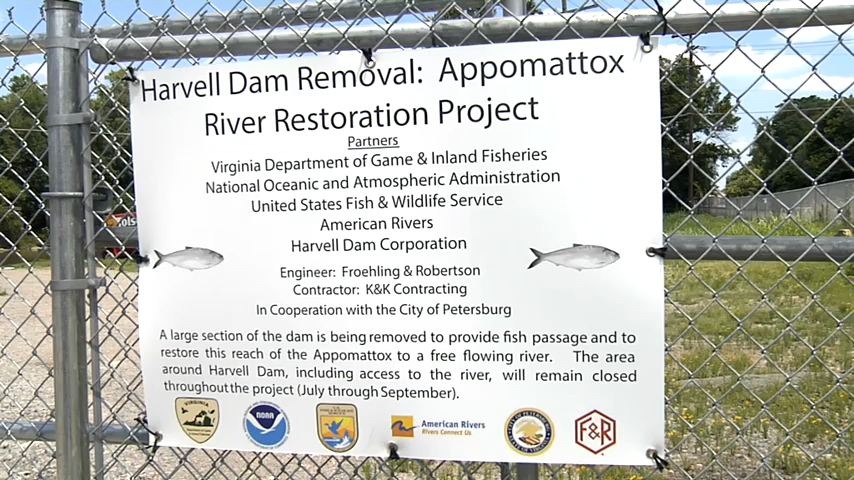 Harvell Dam Removal: Appomattox
River Restoration Project
Partners
Virginia Department of Game & Inland Fisheries
National Oceanic and Atmospheric Administration
United States Fish & Wildlife Service
American Rivers
Harvell Dam Corporation
Engineer: Froehling & Robertson
Contractor: K&K Contracting
In Cooperation with the City of Petersburg
A large section of the dam is being removed to provide fish passage and to
restore this reach of the Appomattox to a free flowing river. The area
around Harvell Dam, including access to the river, will remain closed
throughout the project (July through September).
VIRGINIA
NOAA
American Rivers
Rivers Connect Us
F&R